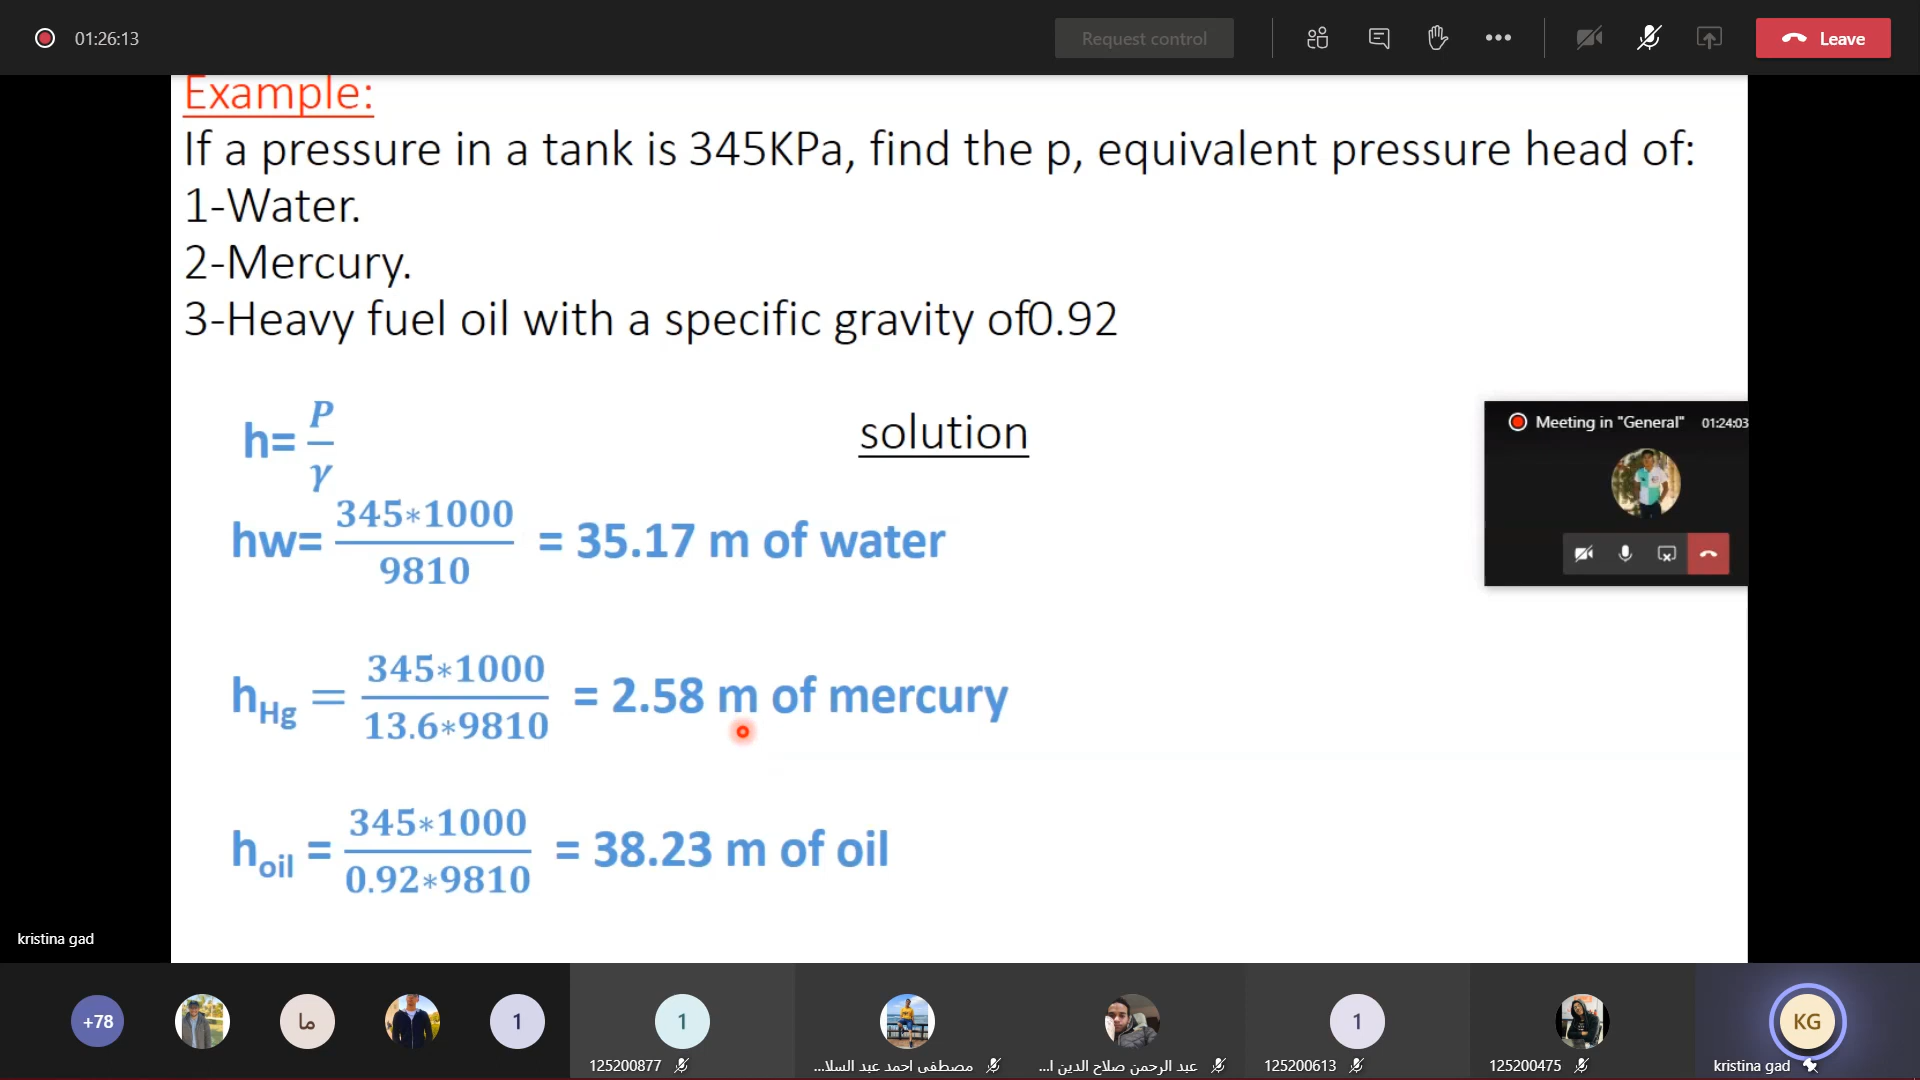 01:26:13
Request control
Leave
Example:
If a pressure in a tank is 345KPa, find the p, equivalent pressure head of:
1-Water.
2-Mercury.
3-Heavy fuel oil with a specific gravity of0.92
solution
h= P/γ
hw= 345*1000/9810 = 35.17 m of water
h_Hg = 345*1000/13.6*9810 = 2.58 m of mercury
h_oil = 345*1000/0.92*9810 = 38.23 m of oil
Meeting in "General" 01:24:03
kristina gad
+78
ما
1
1
125200877
مصطفى احمد عبد السلا...
عبد الرحمن صلاح الدين ا...
1
125200613
125200475
KG
kristina gad